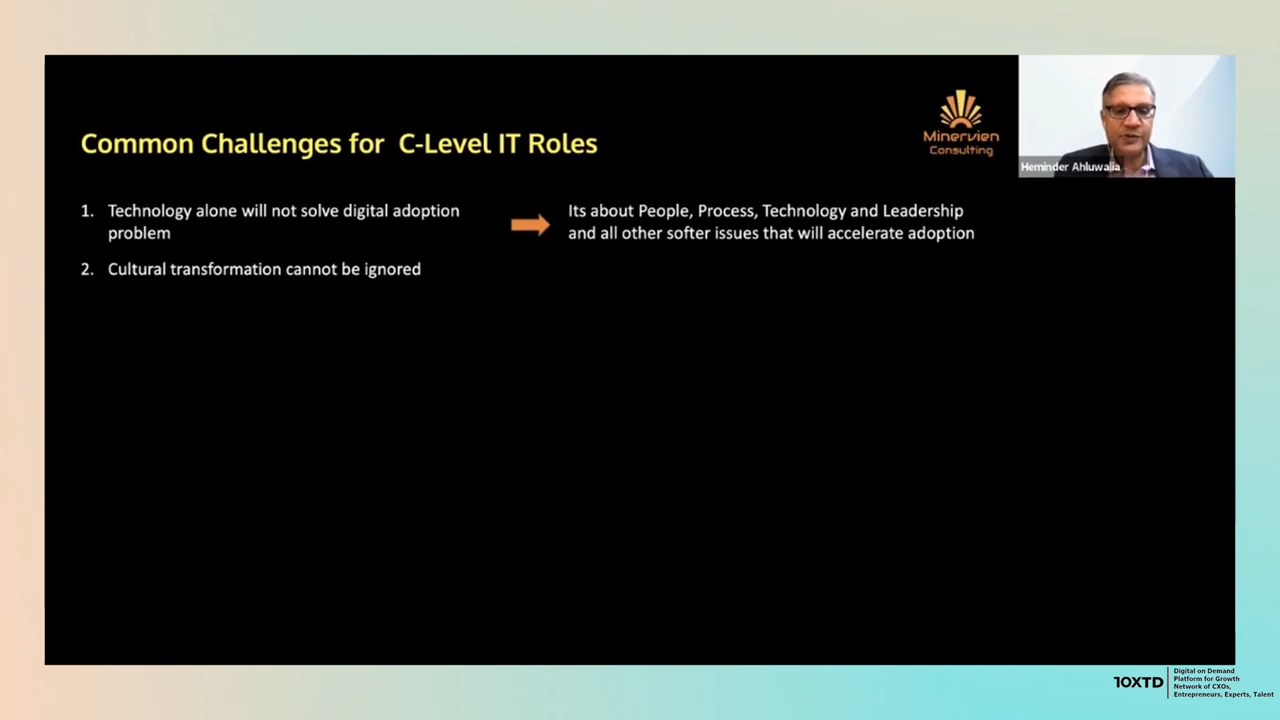 Common Challenges for C-Level IT Roles
Minervien
Consulting
Heminder Ahluwalia
1. Technology alone will not solve digital adoption
problem
Its about People, Process, Technology and Leadership
and all other softer issues that will accelerate adoption
2. Cultural transformation cannot be ignored
10XTD
Digital on Demand
Platform for Growth
Network of CXOs,
Entrepreneurs, Experts, Talent